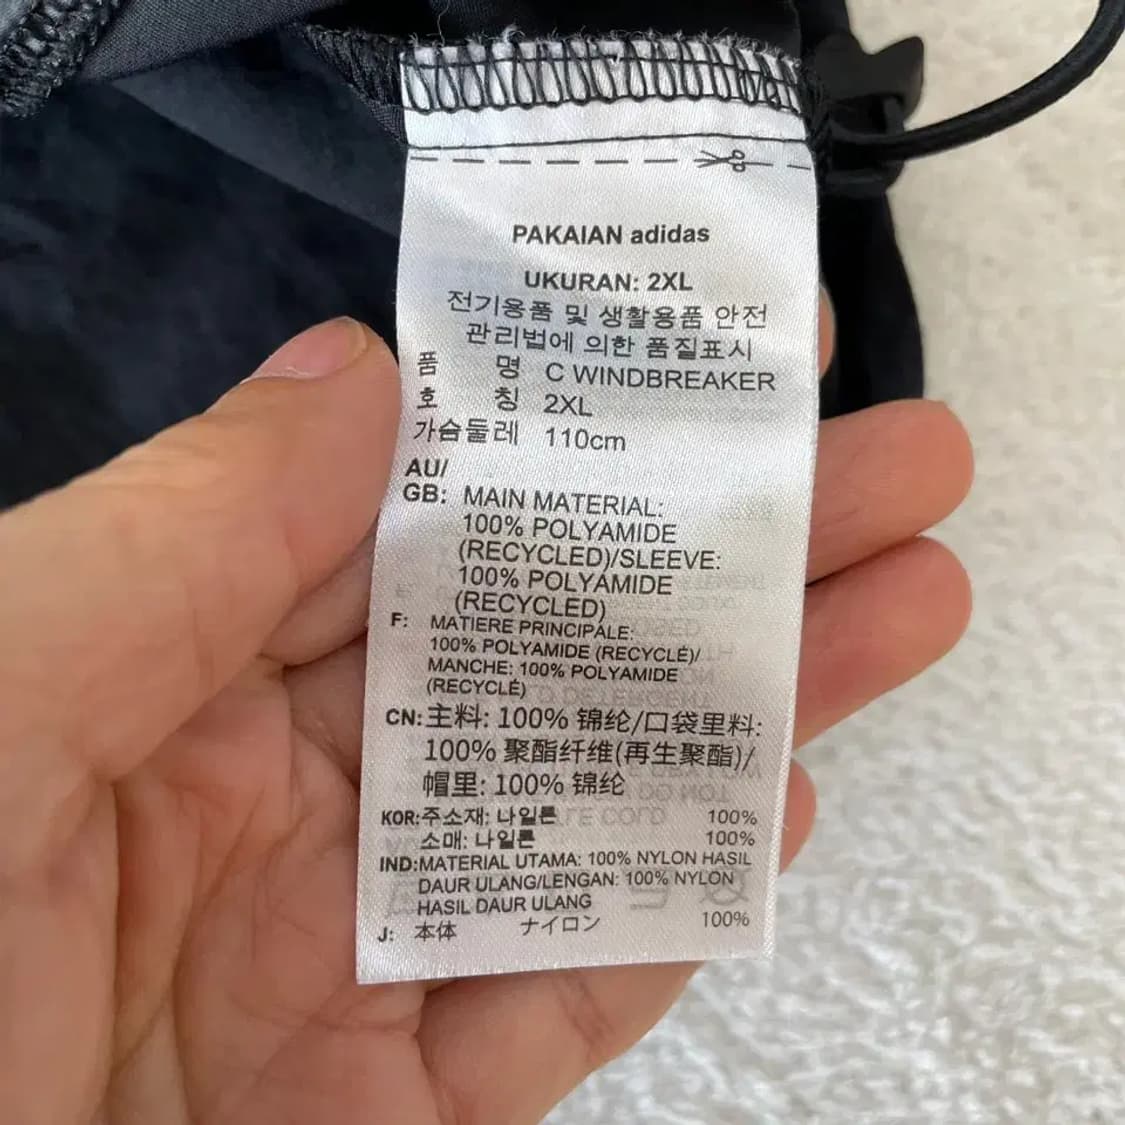 PAKAIAN adidas
UKURAN: 2XL
전기용품 및 생활용품 안전
관리법에 의한 품질표시
품 명 C WINDBREAKER
호 칭 2XL
가슴둘레 110cm
AU/
GB: MAIN MATERIAL:
100% POLYAMIDE
(RECYCLED)/SLEEVE:
100% POLYAMIDE
(RECYCLED)
F: MATIERE PRINCIPALE:
100% POLYAMIDE (RECYCLÉ)/
MANCHE: 100% POLYAMIDE
(RECYCLÉ)
CN: 主料: 100% 锦纶/口袋里料:
100% 聚酯纤维(再生聚酯)/
帽里: 100% 锦纶
KOR: 주소재: 나일론 100%
소매: 나일론 100%
IND: MATERIAL UTAMA: 100% NYLON HASIL
DAUR ULANG/LENGAN: 100% NYLON
HASIL DAUR ULANG
J: 本体 ナイロン 100%